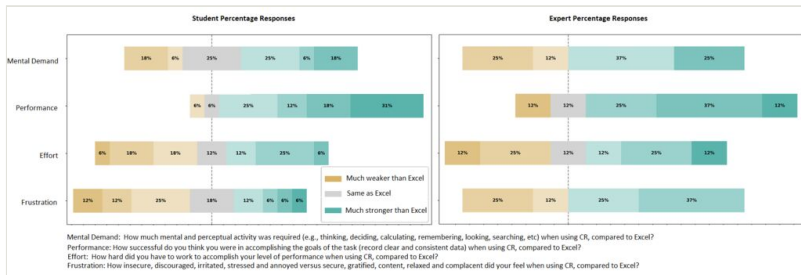 Student Percentage Responses
Expert Percentage Responses
Mental Demand
18% 6% 25% 25% 6% 18%
25% 12% 37% 25%
Performance
6% 6% 25% 12% 18% 31%
12% 12% 25% 37% 12%
Effort
6% 18% 18% 12% 12% 25% 6%
12% 25% 12% 12% 25% 12%
Frustration
12% 12% 25% 18% 12% 6% 6% 6%
25% 12% 25% 37%
Much weaker than Excel
Same as Excel
Much stronger than Excel
Mental Demand: How much mental and perceptual activity was required (e.g., thinking, deciding, calculating, remembering, looking, searching, etc) when using CR, compared to Excel?
Performance: How successful do you think you were in accomplishing the goals of the task (record clear and consistent data) when using CR, compared to Excel?
Effort: How hard did you have to work to accomplish your level of performance when using CR, compared to Excel?
Frustration: How insecure, discouraged, irritated, stressed and annoyed versus secure, gratified, content, relaxed and complacent did your feel when using CR, compared to Excel?